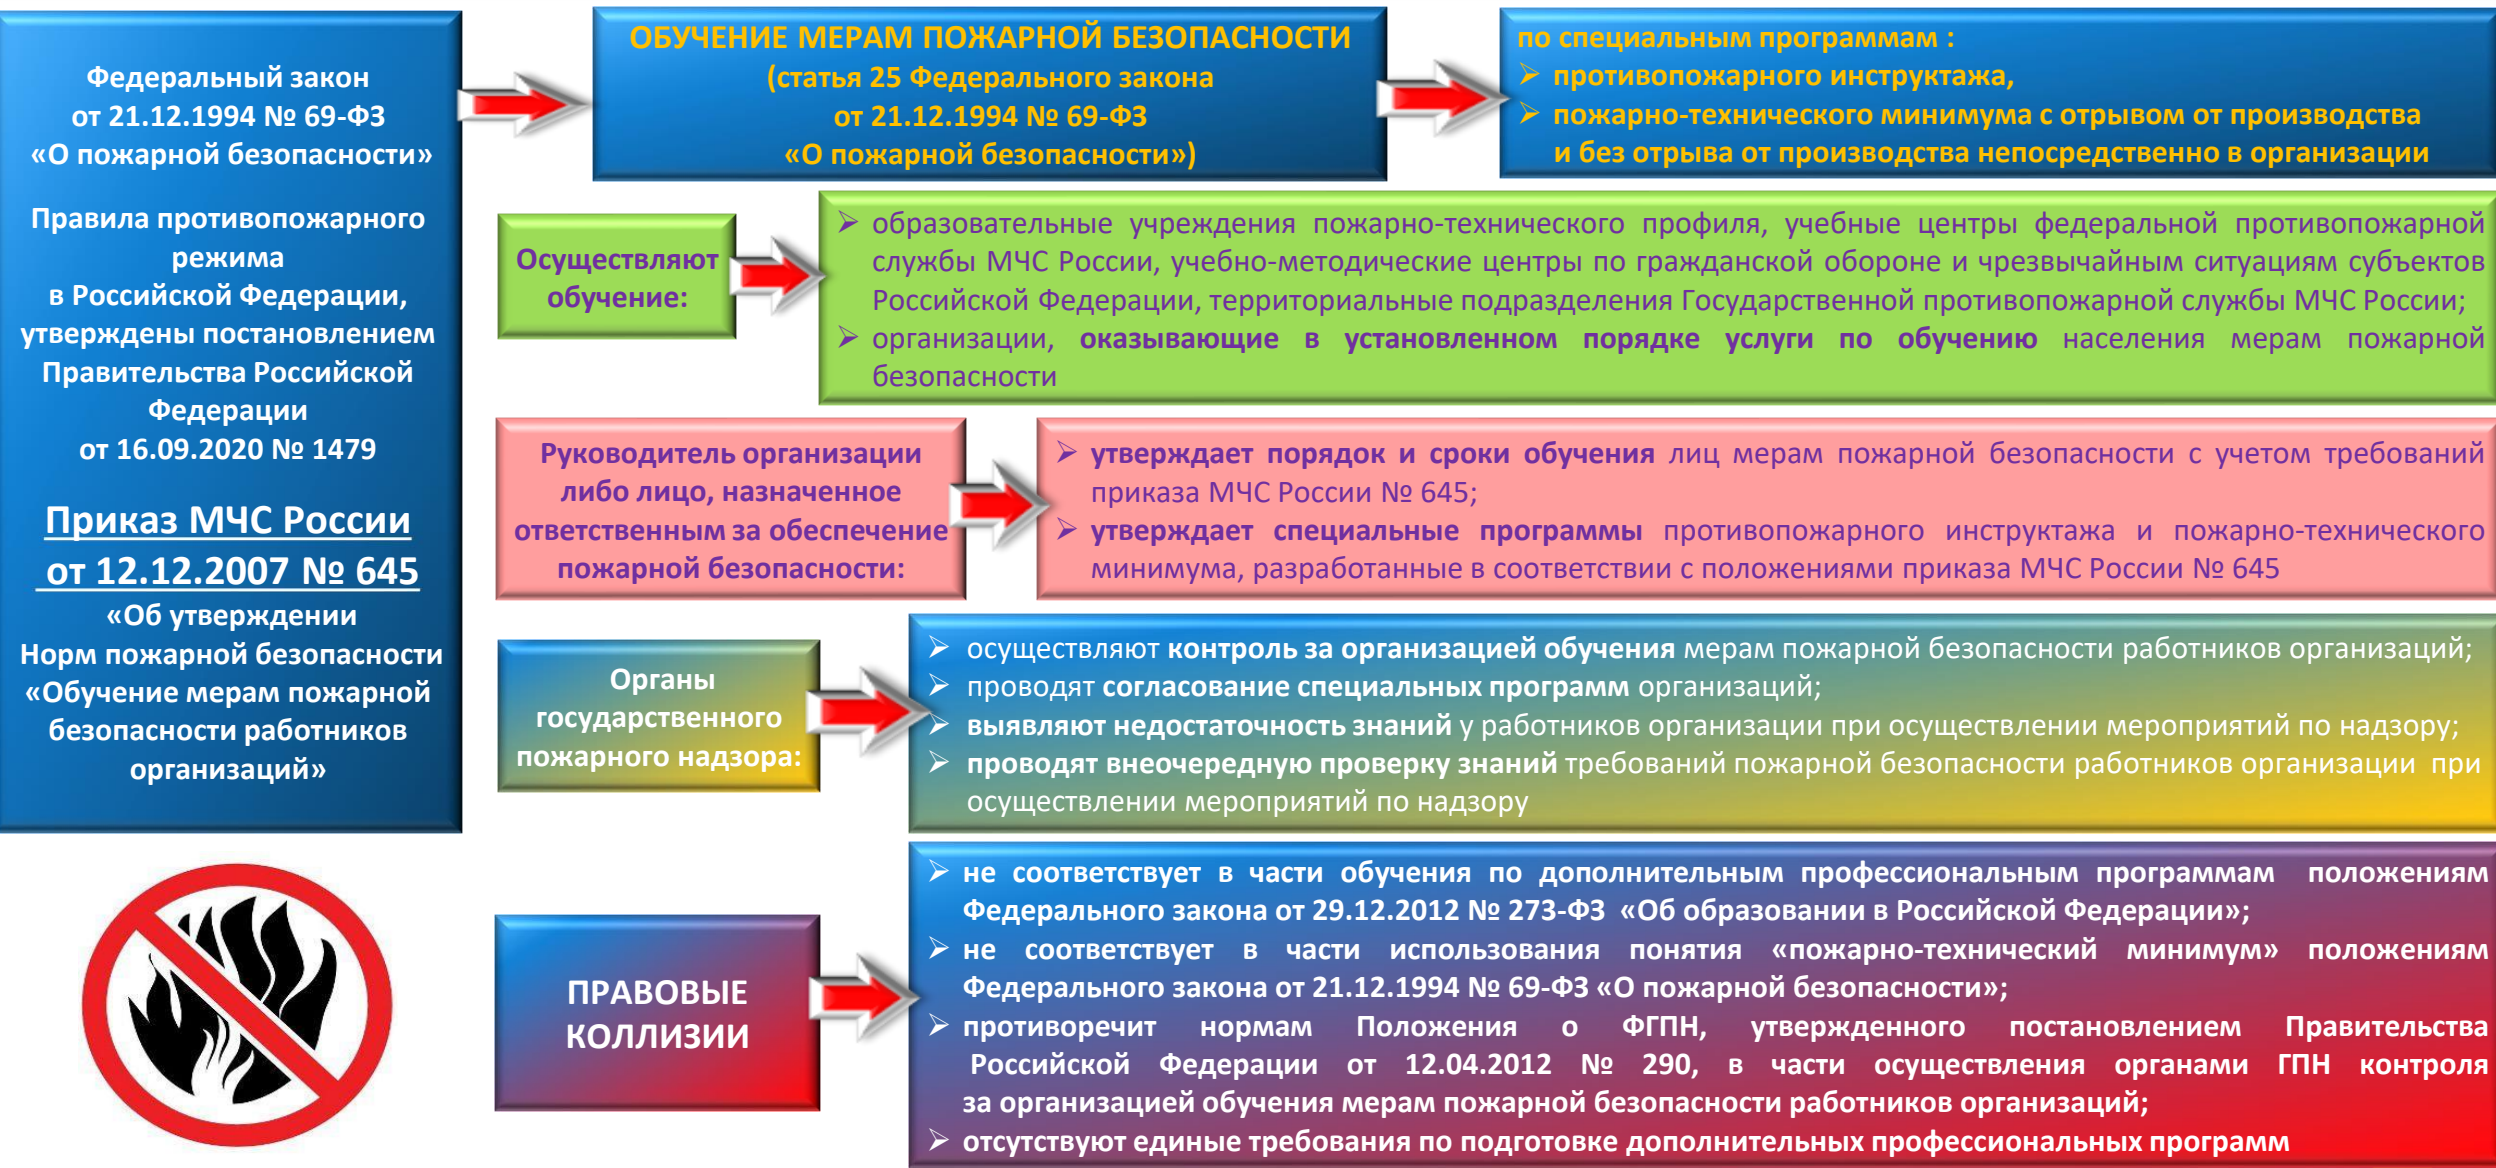 Федеральный закон
от 21.12.1994 № 69-ФЗ
«О пожарной безопасности»
Правила противопожарного
режима
в Российской Федерации,
утверждены постановлением
Правительства Российской
Федерации
от 16.09.2020 № 1479
Приказ МЧС России
от 12.12.2007 № 645
«Об утверждении
Норм пожарной безопасности
«Обучение мерам пожарной
безопасности работников
организаций»
ОБУЧЕНИЕ МЕРАМ ПОЖАРНОЙ БЕЗОПАСНОСТИ
(статья 25 Федерального закона
от 21.12.1994 № 69-ФЗ
«О пожарной безопасности»)
по специальным программам :
➢ противопожарного инструктажа,
➢ пожарно-технического минимума с отрывом от производства
и без отрыва от производства непосредственно в организации
Осуществляют
обучение:
➢ образовательные учреждения пожарно-технического профиля, учебные центры федеральной противопожарной
службы МЧС России, учебно-методические центры по гражданской обороне и чрезвычайным ситуациям субъектов
Российской Федерации, территориальные подразделения Государственной противопожарной службы МЧС России;
➢ организации, оказывающие в установленном порядке услуги по обучению населения мерам пожарной
безопасности
Руководитель организации
либо лицо, назначенное
ответственным за обеспечение
пожарной безопасности:
➢ утверждает порядок и сроки обучения лиц мерам пожарной безопасности с учетом требований
приказа МЧС России № 645;
➢ утверждает специальные программы противопожарного инструктажа и пожарно-технического
минимума, разработанные в соответствии с положениями приказа МЧС России № 645
Органы
государственного
пожарного надзора:
➢ осуществляют контроль за организацией обучения мерам пожарной безопасности работников организаций;
➢ проводят согласование специальных программ организаций;
➢ выявляют недостаточность знаний у работников организации при осуществлении мероприятий по надзору;
➢ проводят внеочередную проверку знаний требований пожарной безопасности работников организации при
осуществлении мероприятий по надзору
ПРАВОВЫЕ
КОЛЛИЗИИ
➢ не соответствует в части обучения по дополнительным профессиональным программам положениям
Федерального закона от 29.12.2012 № 273-ФЗ «Об образовании в Российской Федерации»;
➢ не соответствует в части использования понятия «пожарно-технический минимум» положениям
Федерального закона от 21.12.1994 № 69-ФЗ «О пожарной безопасности»;
➢ противоречит нормам Положения о ФГПН, утвержденного постановлением Правительства
Российской Федерации от 12.04.2012 № 290, в части осуществления органами ГПН контроля
за организацией обучения мерам пожарной безопасности работников организаций;
➢ отсутствуют единые требования по подготовке дополнительных профессиональных программ